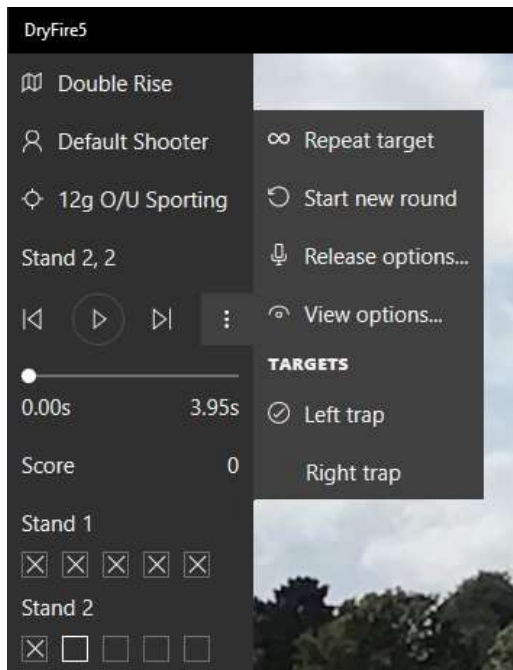 DryFire5
Double Rise
Default Shooter
12g O/U Sporting
Stand 2, 2
0.00s 3.95s
Score 0
Stand 1
Stand 2
Repeat target
Start new round
Release options...
View options...
TARGETS
Left trap
Right trap